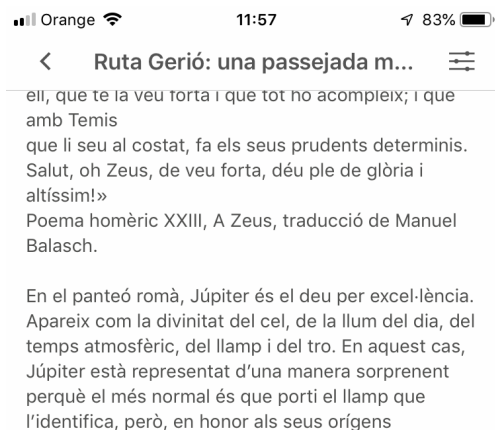 Orange 11:57 83%
Ruta Gerió: una passejada m...
ell, que té la veu forta i que tot ho acompleix; i que
amb Temis
que li seu al costat, fa els seus prudents determinis.
Salut, oh Zeus, de veu forta, déu ple de glòria i
altíssim!»
Poema homèric XXIII, A Zeus, traducció de Manuel
Balasch.
En el panteó romà, Júpiter és el deu per excel·lència.
Apareix com la divinitat del cel, de la llum del dia, del
temps atmosfèric, del llamp i del tro. En aquest cas,
Júpiter està representat d'una manera sorprenent
perquè el més normal és que porti el llamp que
l'identifica, però, en honor als seus orígens